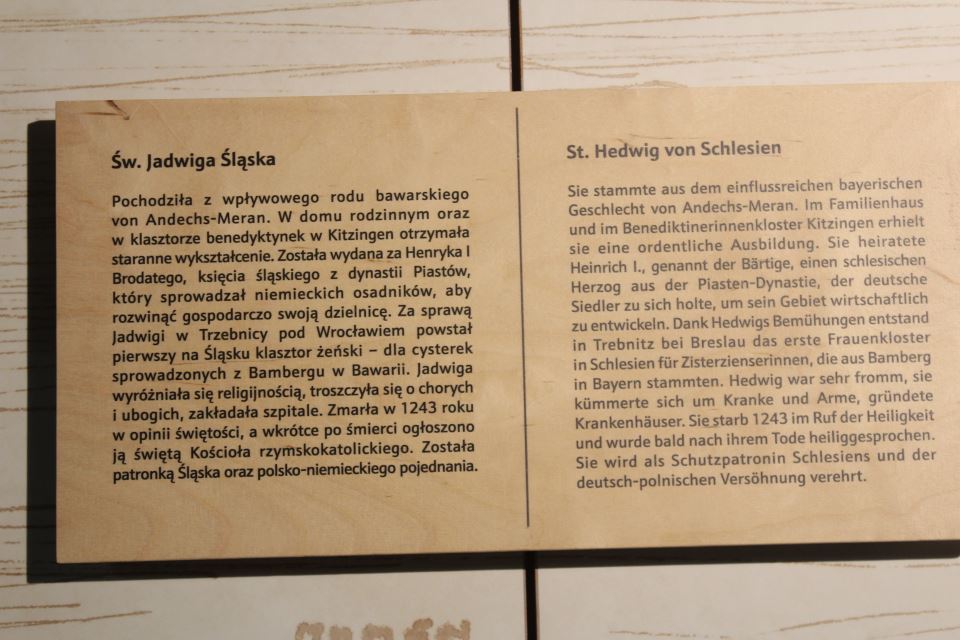 Św. Jadwiga Śląska
Pochodziła z wpływowego rodu bawarskiego
von Andechs-Meran. W domu rodzinnym oraz
w klasztorze benedyktynek w Kitzingen otrzymała
staranne wykształcenie. Została wydana za Henryka I
Brodatego, księcia śląskiego z dynastii Piastów,
który sprowadzał niemieckich osadników, aby
rozwinąć gospodarczo swoją dzielnicę. Za sprawą
Jadwigi w Trzebnicy pod Wrocławiem powstał
pierwszy na Śląsku klasztor żeński – dla cysterek
sprowadzonych z Bambergu w Bawarii. Jadwiga
wyróżniała się religijnością, troszczyła się o chorych
i ubogich, zakładała szpitale. Zmarła w 1243 roku
w opinii świętości, a wkrótce po śmierci ogłoszono
ją świętą Kościoła rzymskokatolickiego. Została
patronką Śląska oraz polsko-niemieckiego pojednania.
St. Hedwig von Schlesien
Sie stammte aus dem einflussreichen bayerischen
Geschlecht von Andechs-Meran. Im Familienhaus
und im Benediktinerinnenkloster Kitzingen erhielt
sie eine ordentliche Ausbildung. Sie heiratete
Heinrich I., genannt der Bärtige, einen schlesischen
Herzog aus der Piasten-Dynastie, der deutsche
Siedler zu sich holte, um sein Gebiet wirtschaftlich
zu entwickeln. Dank Hedwigs Bemühungen entstand
in Trebnitz bei Breslau das erste Frauenkloster
in Schlesien für Zisterzienserinnen, die aus Bamberg
in Bayern stammten. Hedwig war sehr fromm, sie
kümmerte sich um Kranke und Arme, gründete
Krankenhäuser. Sie starb 1243 im Ruf der Heiligkeit
und wurde bald nach ihrem Tode heiliggesprochen.
Sie wird als Schutzpatronin Schlesiens und der
deutsch-polnischen Versöhnung verehrt.